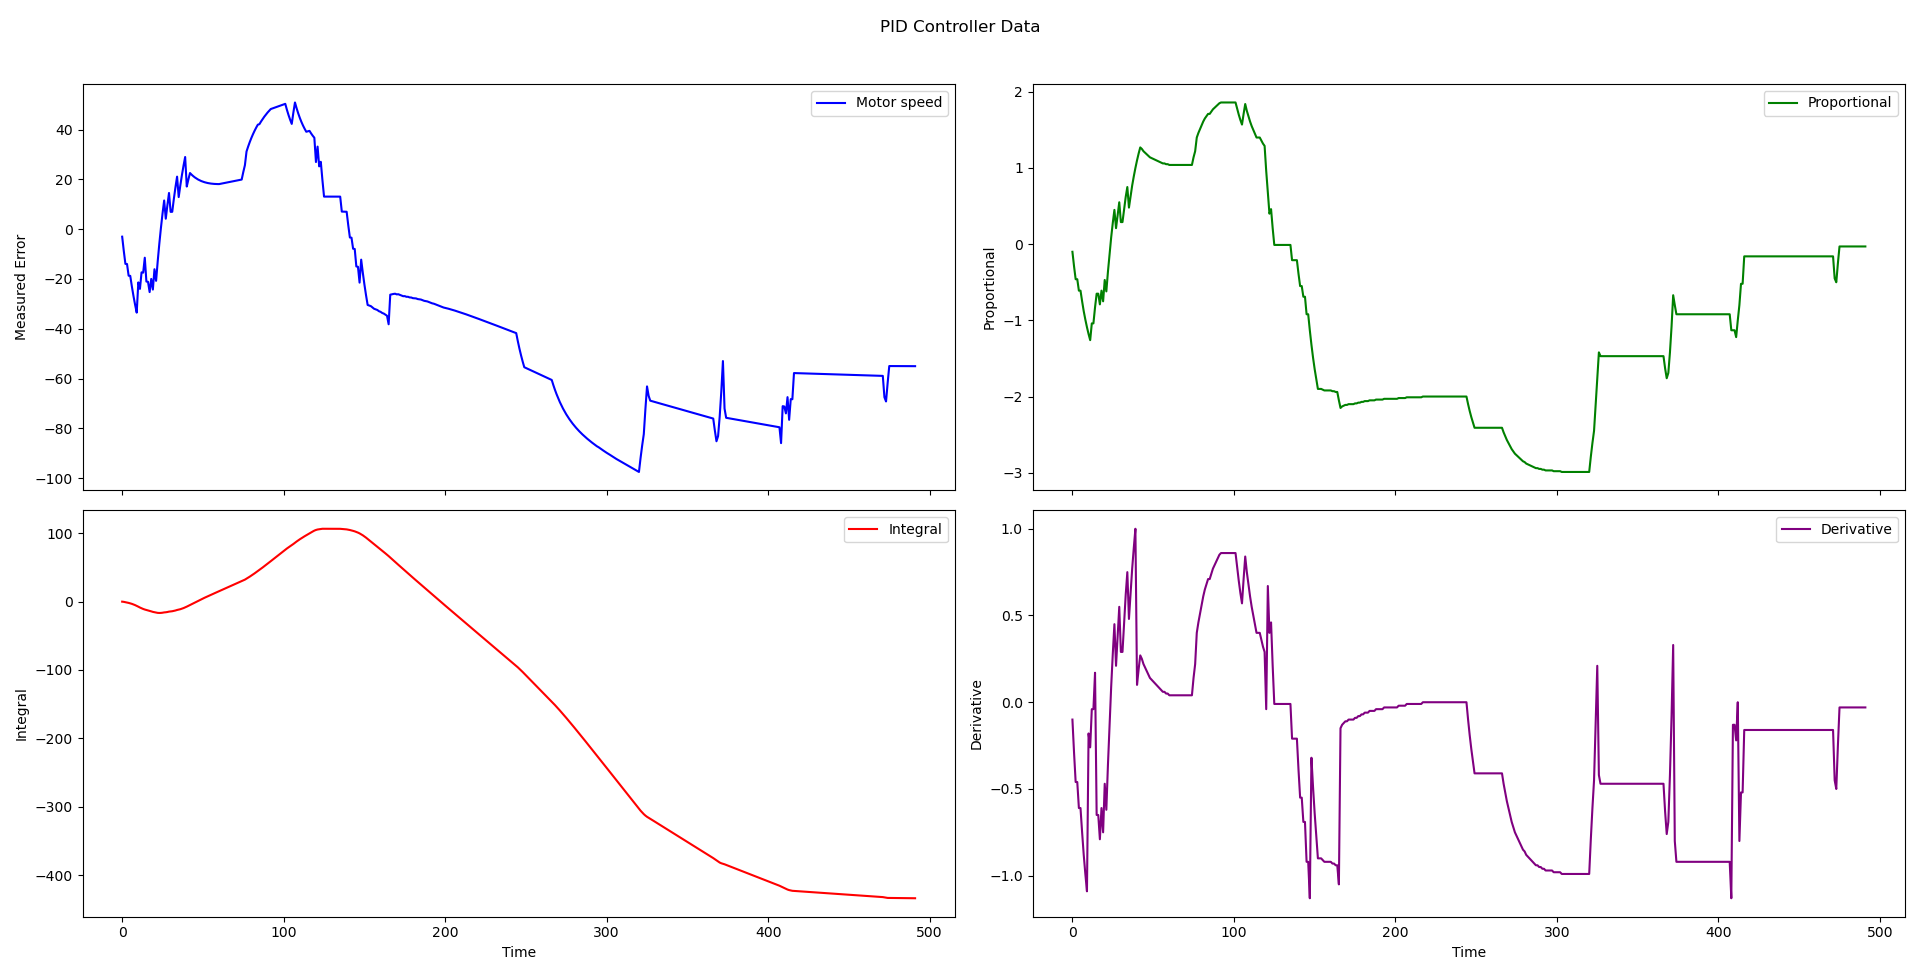 PID Controller Data
Measured Error
40
20
0
−20
−40
−60
−80
−100
Motor speed
Proportional
2
1
0
−1
−2
−3
Proportional
Integral
100
0
−100
−200
−300
−400
Integral
0 100 200 300 400 500
Time
Derivative
1.0
0.5
0.0
−0.5
−1.0
Derivative
0 100 200 300 400 500
Time